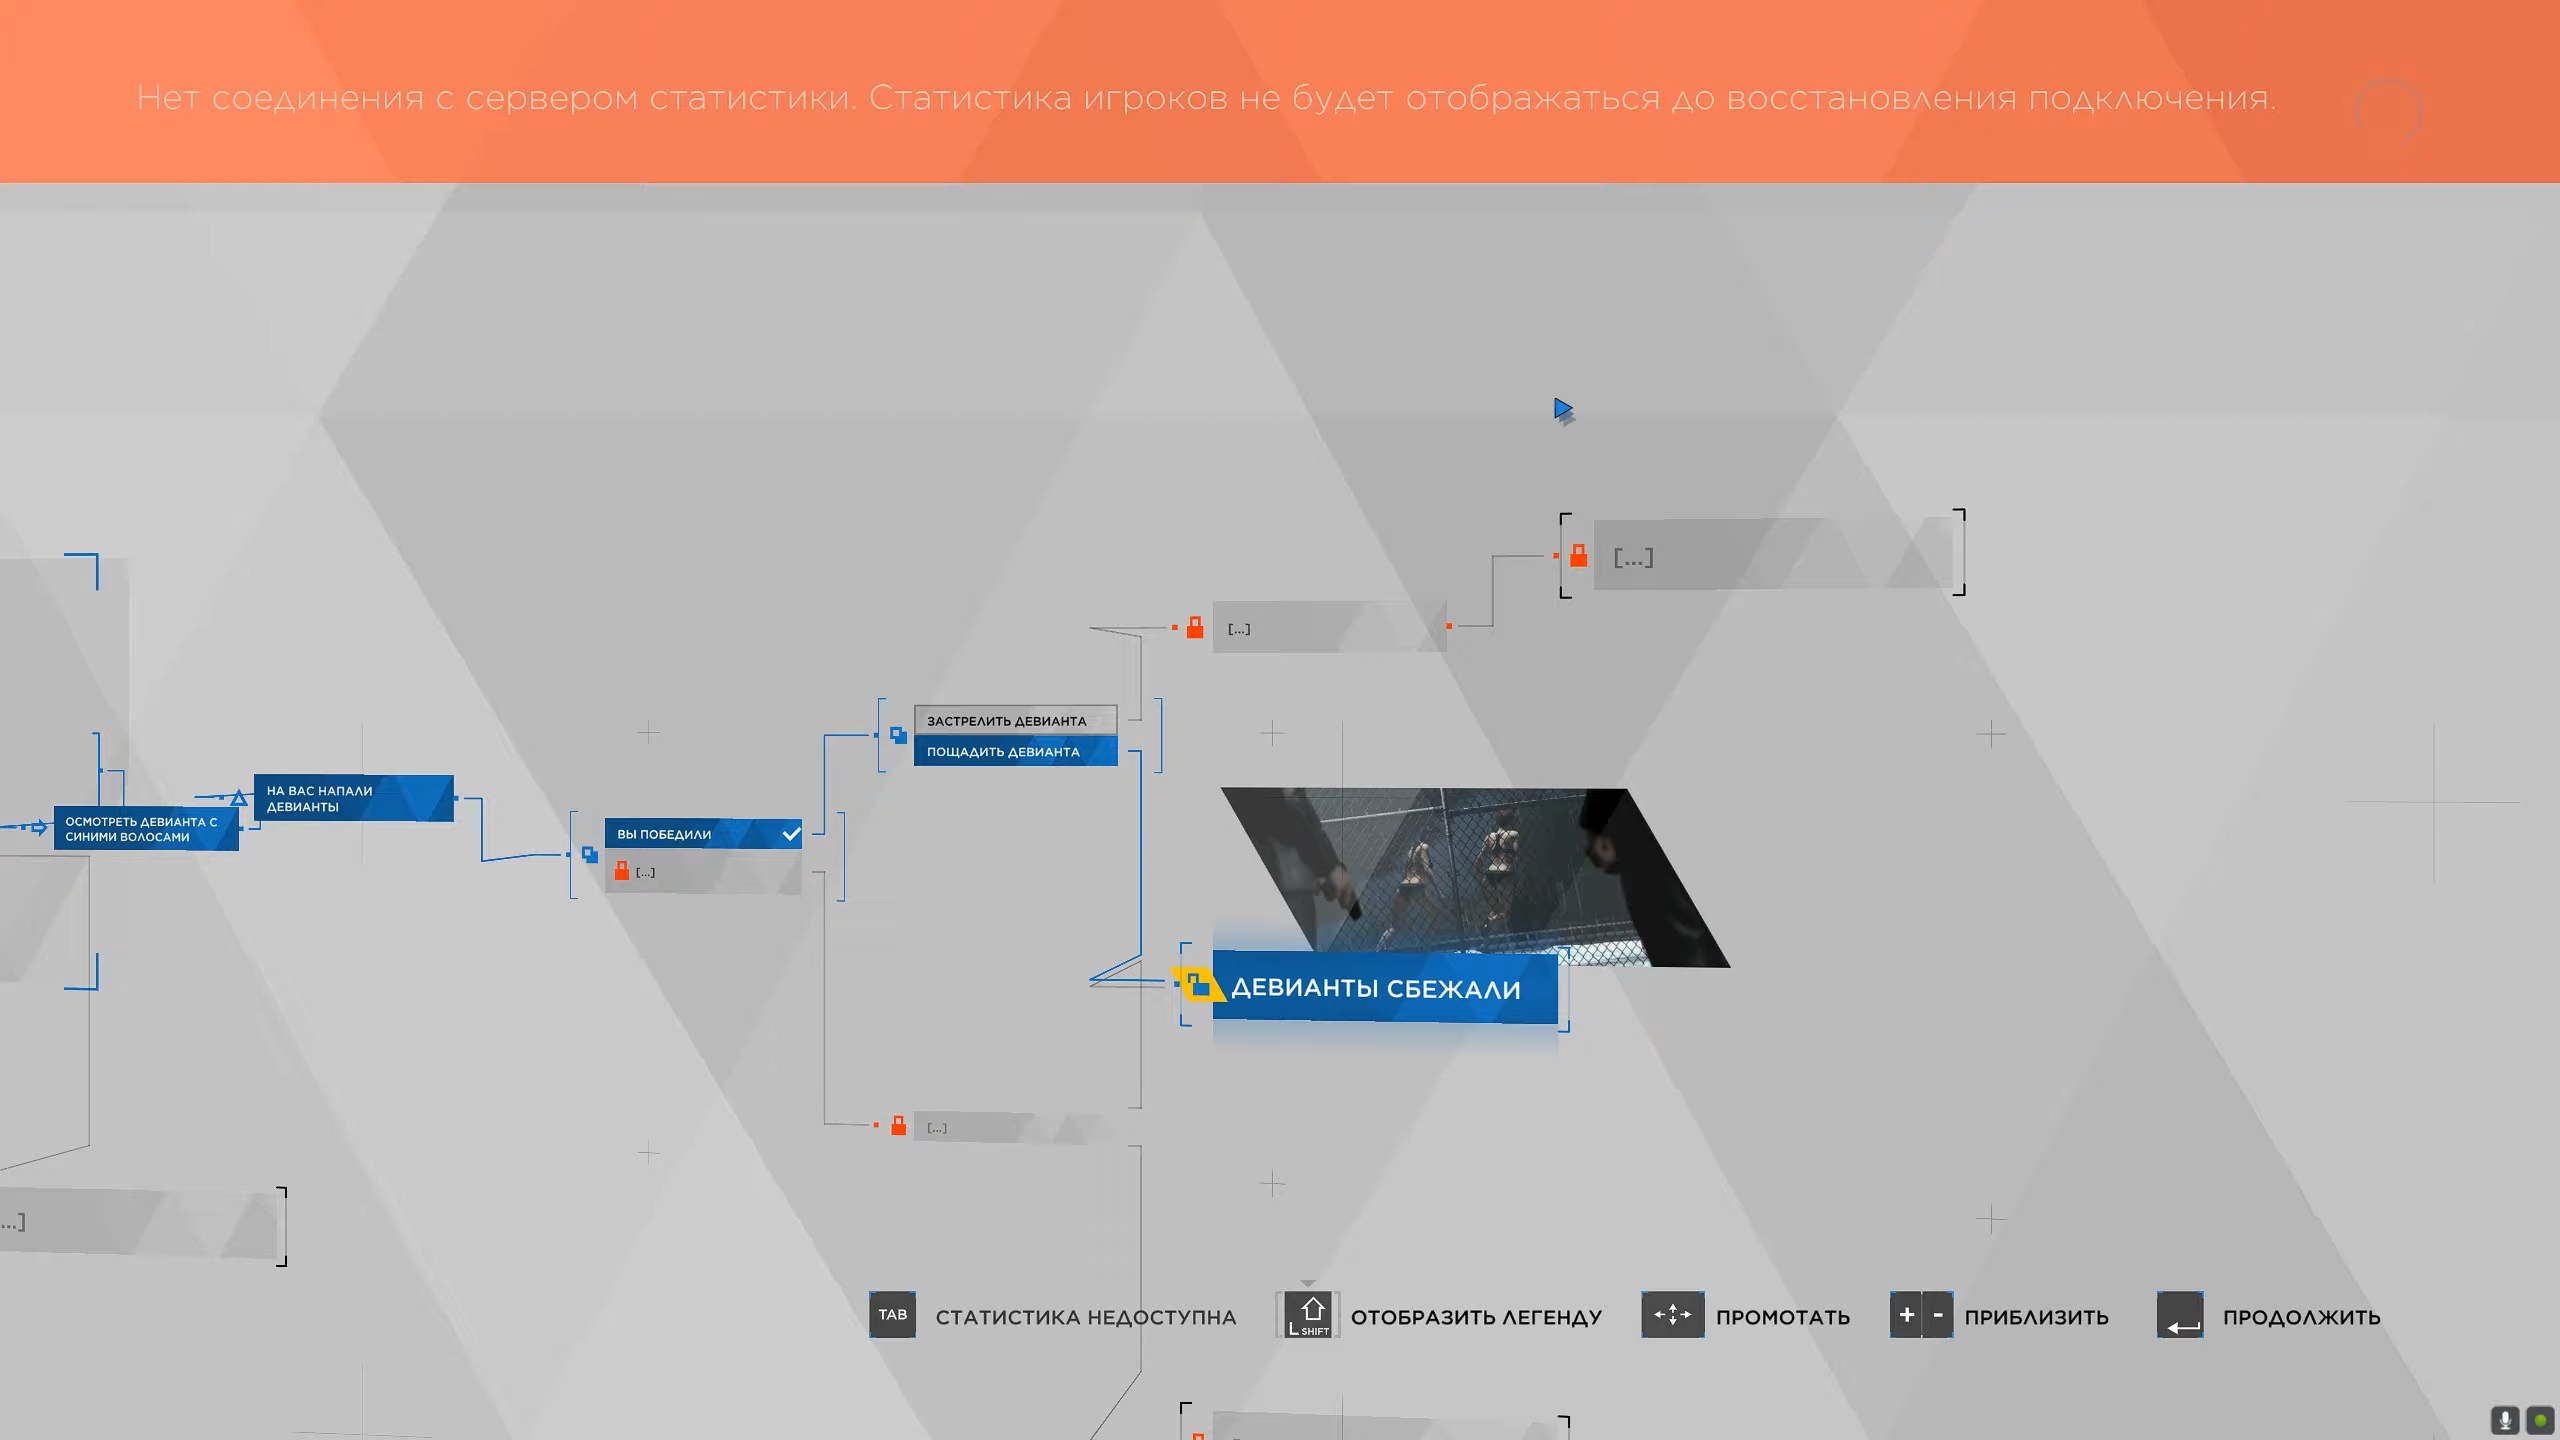 Нет соединения с сервером статистики. Статистика игроков не будет отображаться до восстановления подключения.
[...]
[...]
ЗАСТРЕЛИТЬ ДЕВИАНТА
ПОЩАДИТЬ ДЕВИАНТА
НА ВАС НАПАЛИ
ДЕВИАНТЫ
ОСМОТРЕТЬ ДЕВИАНТА С
СИНИМИ ВОЛОСАМИ
ВЫ ПОБЕДИЛИ
[...]
ДЕВИАНТЫ СБЕЖАЛИ
[...]
...]
TAB СТАТИСТИКА НЕДОСТУПНА
L SHIFT ОТОБРАЗИТЬ ЛЕГЕНДУ
ПРОМОТАТЬ
+ - ПРИБЛИЗИТЬ
ПРОДОЛЖИТЬ